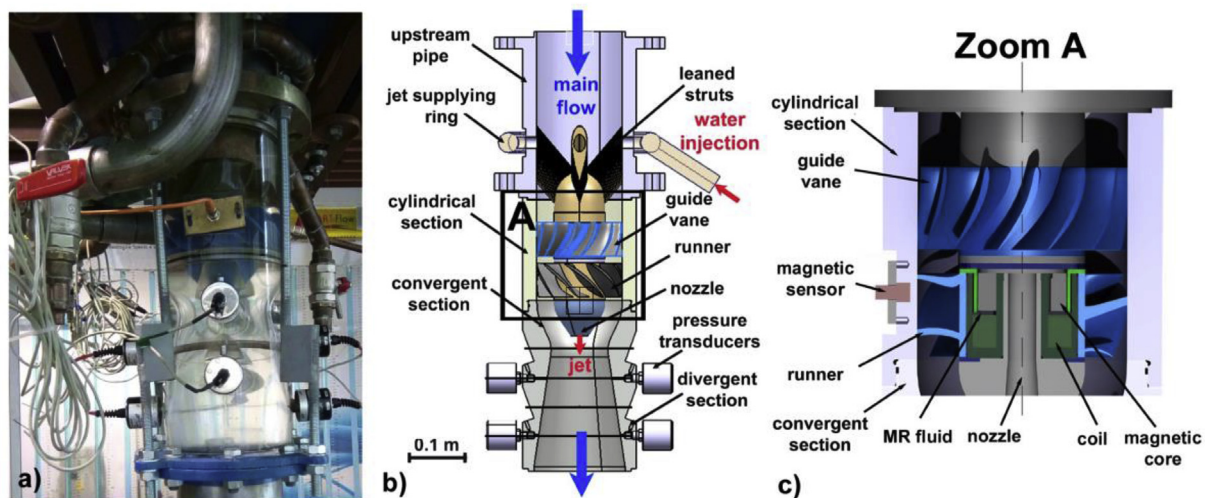 a)
b)
upstream
pipe
jet supplying
ring
main
flow
leaned
struts
water
injection
cylindrical
section
A
guide
vane
runner
convergent
section
nozzle
pressure
transducers
jet
divergent
section
0.1 m
Zoom A
cylindrical
section
guide
vane
magnetic
sensor
runner
convergent
section
MR fluid
nozzle
coil
magnetic
core
c)